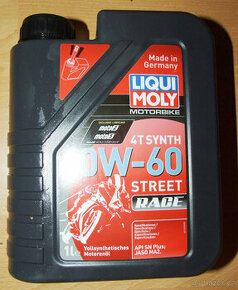 Made in
Germany
LIQUI
MOLY
MOTORBIKE
4T SYNTH
0W-60
STREET
RACE
1L
Vollsynthetisches
Motorenöl
API SN Plus;
JASO MA2.